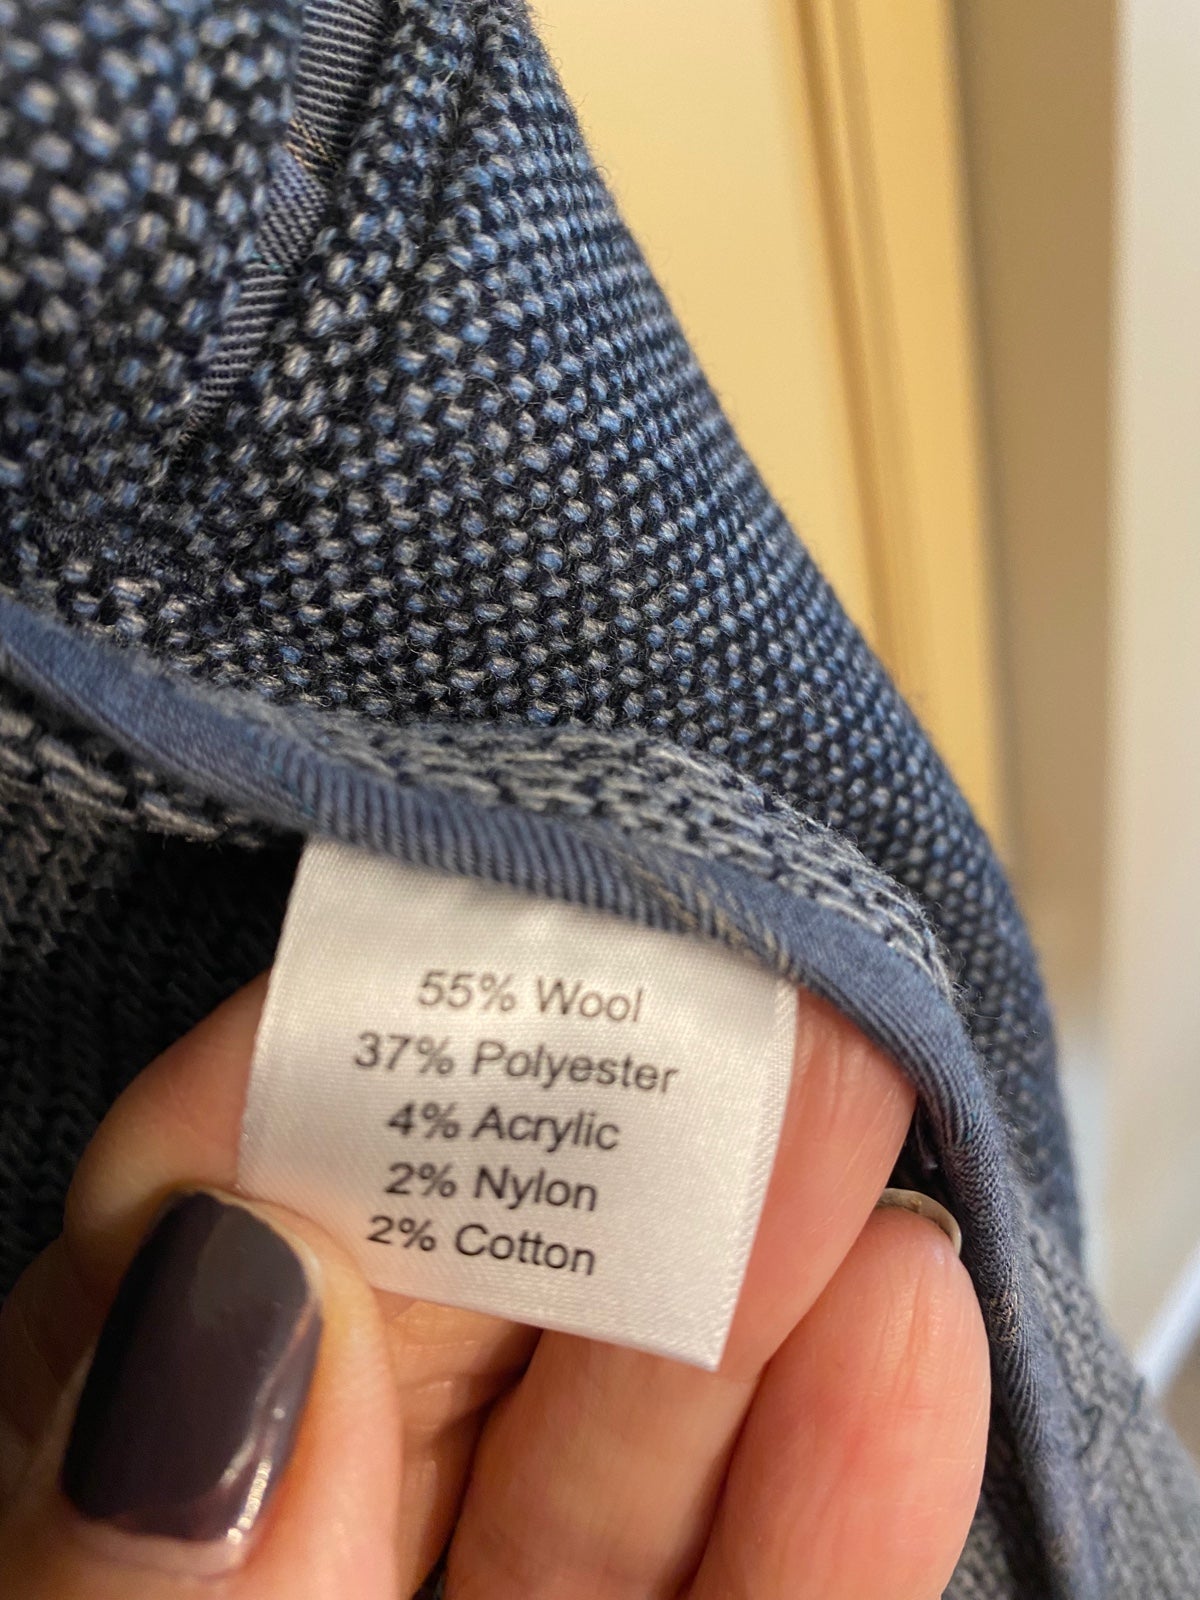 55% Wool
37% Polyester
4% Acrylic
2% Nylon
2% Cotton